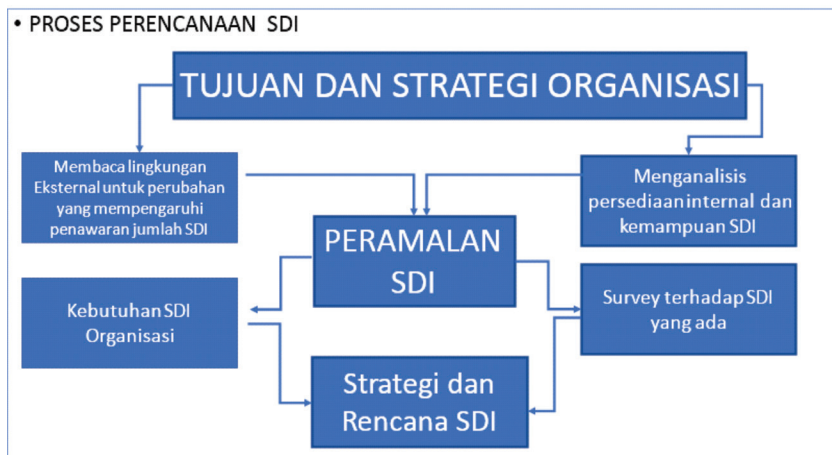 • PROSES PERENCANAAN SDI
TUJUAN DAN STRATEGI ORGANISASI
Membaca lingkungan
Eksternal untuk perubahan
yang mempengaruhi
penawaran jumlah SDI
Menganalisis
persediaan internal dan
kemampuan SDI
PERAMALAN
SDI
Kebutuhan SDI
Organisasi
Survey terhadap SDI
yang ada
Strategi dan
Rencana SDI